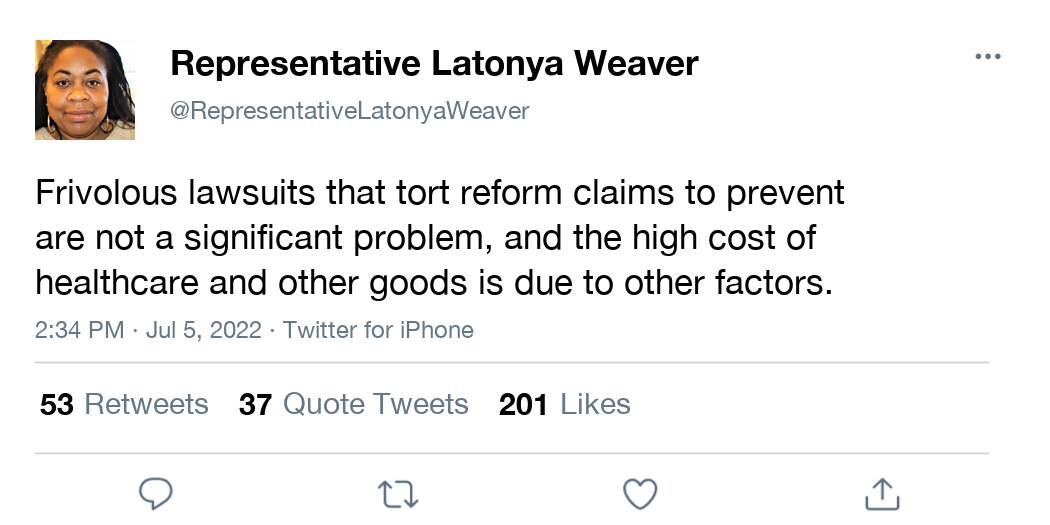 Representative Latonya Weaver
@RepresentativeLatonyaWeaver
Frivolous lawsuits that tort reform claims to prevent
are not a significant problem, and the high cost of
healthcare and other goods is due to other factors.
2:34 PM · Jul 5, 2022 · Twitter for iPhone
53 Retweets 37 Quote Tweets 201 Likes